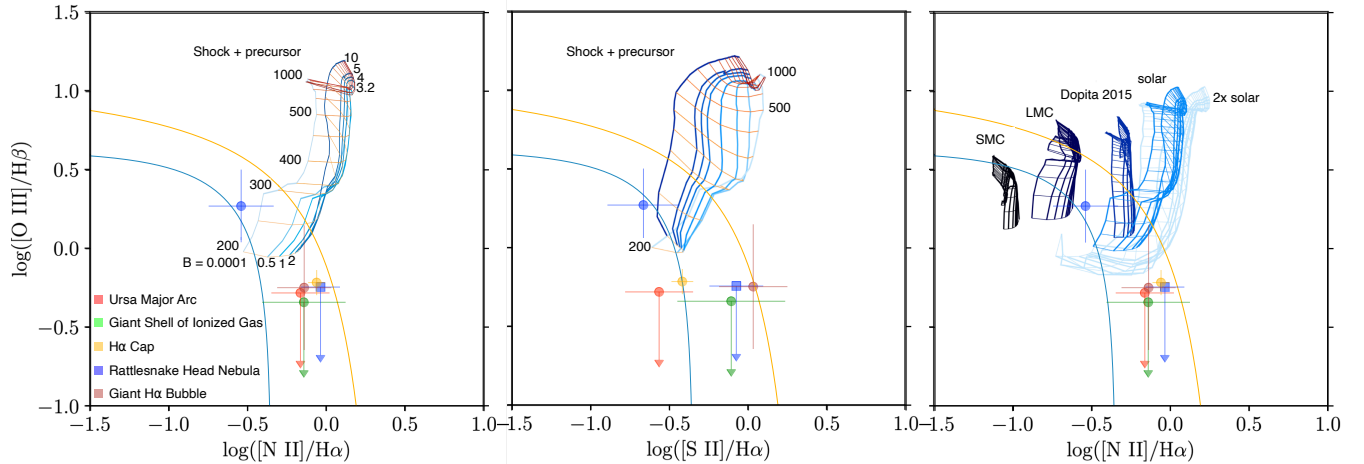 1.5
1.0
0.5
0.0
−0.5
−1.0
log([O III]/Hβ)
Shock + precursor
10
5
4
3.2
1000
500
400
300
200
B = 0.0001 0.5 1 2
Ursa Major Arc
Giant Shell of Ionized Gas
Hα Cap
Rattlesnake Head Nebula
Giant Hα Bubble
−1.5 −1.0 −0.5 0.0 0.5 1.0
log([N II]/Hα)
Shock + precursor
1000
500
200
−1.5 −1.0 −0.5 0.0 0.5 1.0
log([S II]/Hα)
solar
Dopita 2015
2x solar
LMC
SMC
−1.5 −1.0 −0.5 0.0 0.5 1.0
log([N II]/Hα)